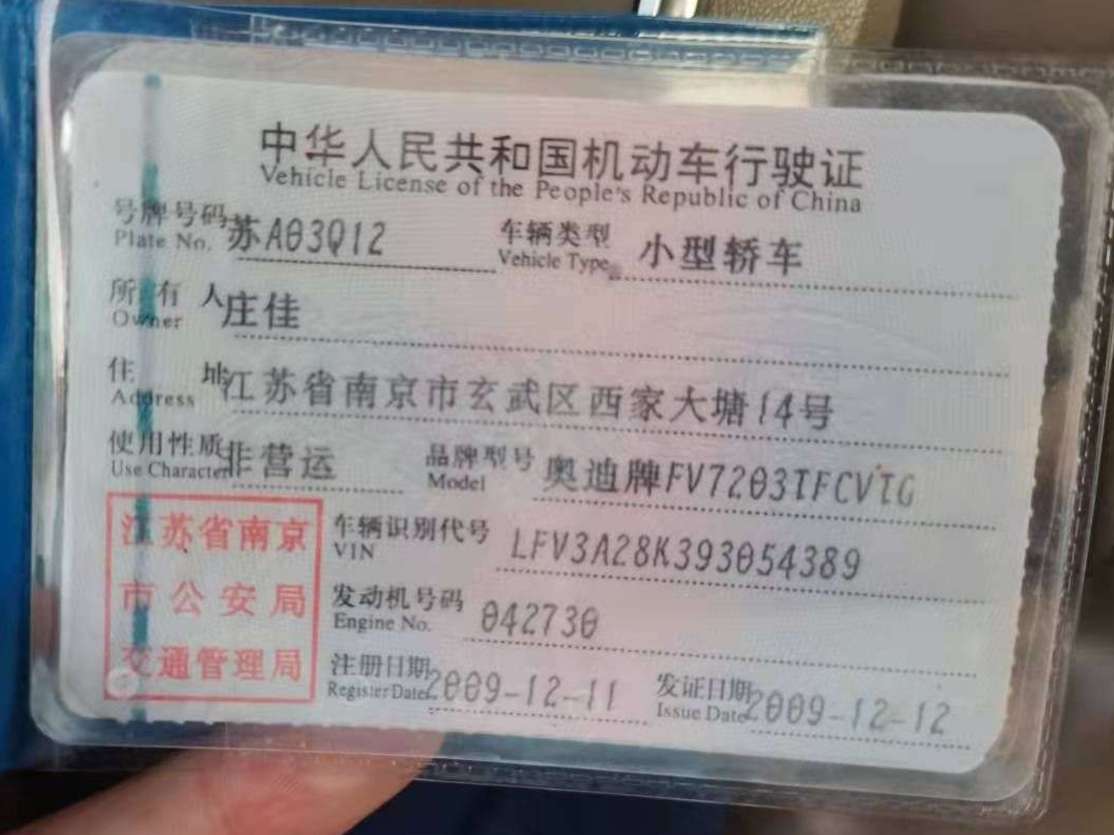 中华人民共和国机动车行驶证
Vehicle License of the People's Republic of China
号牌号码 苏A03Q12 车辆类型 小型轿车
Plate No. Vehicle Type
所有人 庄佳
Owner
住址 江苏省南京市玄武区西家大塘14号
Address
使用性质 非营运 品牌型号 奥迪牌FV7203TFCVTG
Use Character Model
江苏省南京
市公安局
交通管理局
车辆识别代号 LFV3A28K393054389
VIN
发动机号码 042730
Engine No.
注册日期 2009-12-11 发证日期 2009-12-12
Register Date Issue Date